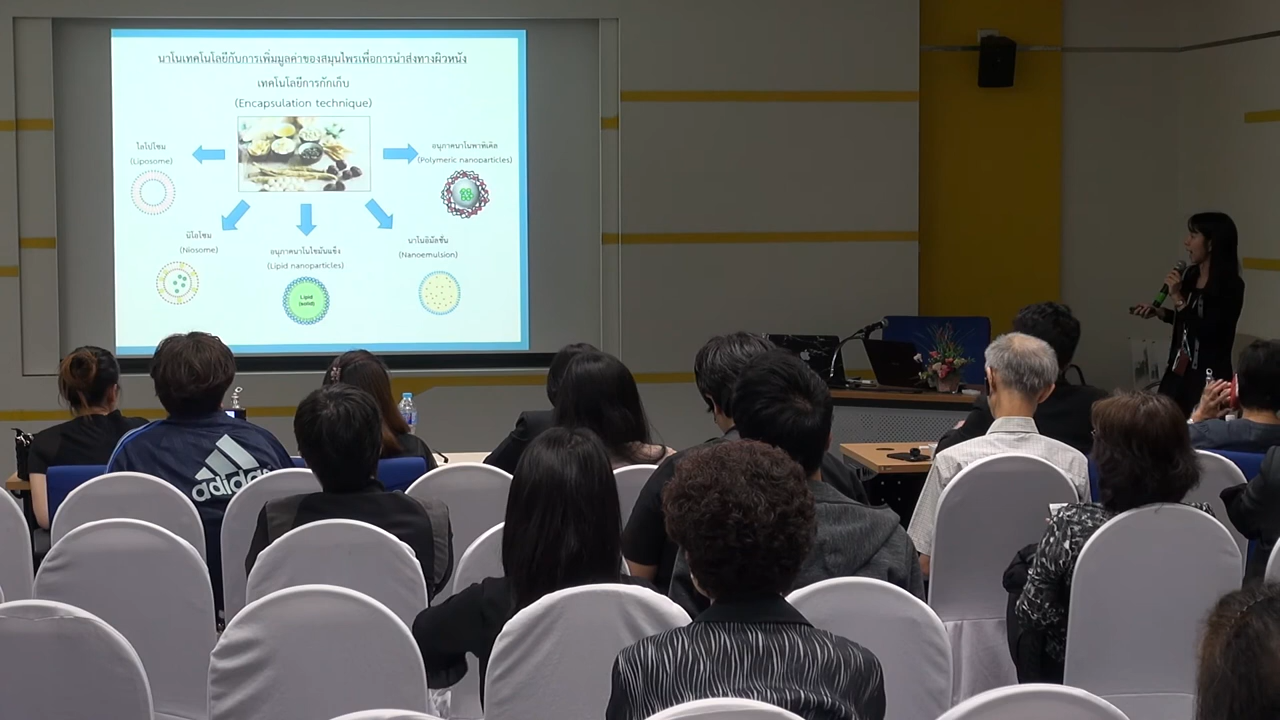 นาโนเทคโนโลยีกับการเพิ่มมูลค่าของสมุนไพรเพื่อการนำส่งทางผิวหนัง
เทคโนโลยีการกักเก็บ
(Encapsulation technique)
ไลโปโซม
(Liposome)
อนุภาคนาโนพาทิเคิล
(Polymeric nanoparticles)
นีโอโซม
(Niosome)
อนุภาคนาโนไขมันแข็ง
(Lipid nanoparticles)
Lipid
(solid)
นาโนอิมัลชัน
(Nanoemulsion)
adidas